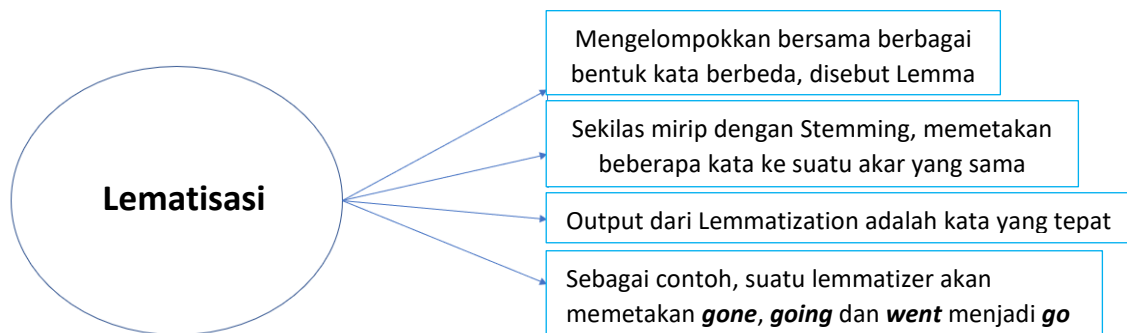 Lematisasi
Mengelompokkan bersama berbagai
bentuk kata berbeda, disebut Lemma
Sekilas mirip dengan Stemming, memetakan
beberapa kata ke suatu akar yang sama
Output dari Lemmatization adalah kata yang tepat
Sebagai contoh, suatu lemmatizer akan
memetakan gone, going dan went menjadi go